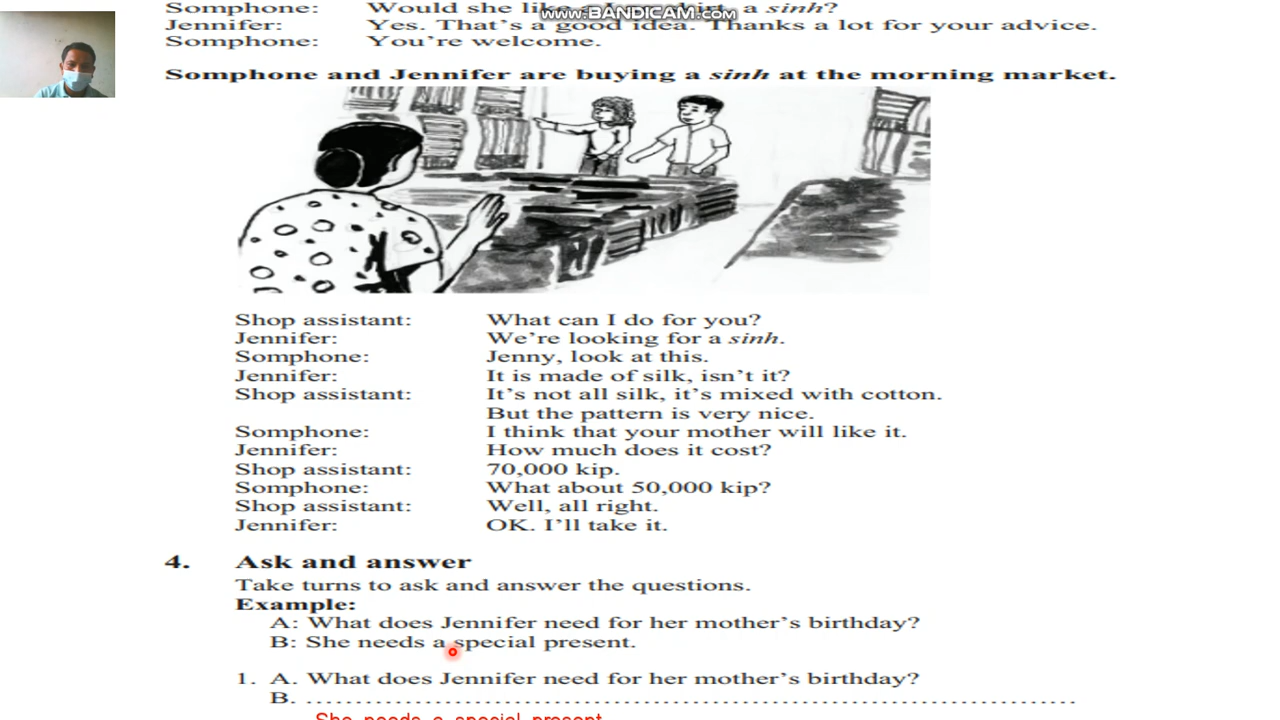 www.BANDICAM.com
Somphone: Would she like a sinh?
Jennifer: Yes. That's a good idea. Thanks a lot for your advice.
Somphone: You're welcome.
Somphone and Jennifer are buying a sinh at the morning market.
Shop assistant: What can I do for you?
Jennifer: We're looking for a sinh.
Somphone: Jenny, look at this.
Jennifer: It is made of silk, isn't it?
Shop assistant: It's not all silk, it's mixed with cotton.
But the pattern is very nice.
Somphone: I think that your mother will like it.
Jennifer: How much does it cost?
Shop assistant: 70,000 kip.
Somphone: What about 50,000 kip?
Shop assistant: Well, all right.
Jennifer: OK. I'll take it.
4. Ask and answer
Take turns to ask and answer the questions.
Example:
A: What does Jennifer need for her mother's birthday?
B: She needs a special present.
1. A. What does Jennifer need for her mother's birthday?
B. ........................................................................
She needs a special present